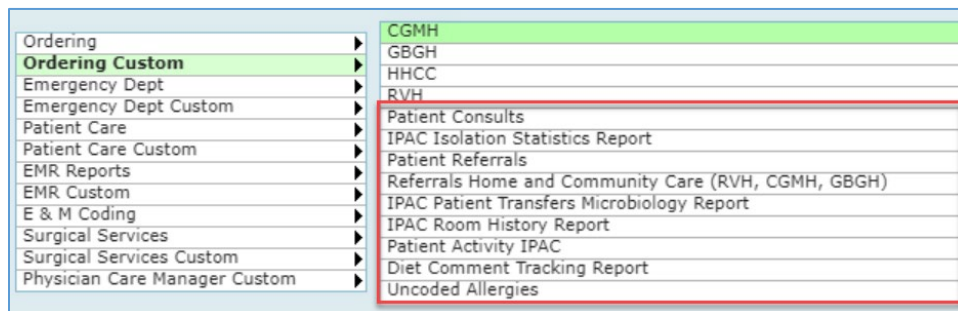 Ordering
Ordering Custom
Emergency Dept
Emergency Dept Custom
Patient Care
Patient Care Custom
EMR Reports
EMR Custom
E & M Coding
Surgical Services
Surgical Services Custom
Physician Care Manager Custom
CGMH
GBGH
HHCC
RVH
Patient Consults
IPAC Isolation Statistics Report
Patient Referrals
Referrals Home and Community Care (RVH, CGMH, GBGH)
IPAC Patient Transfers Microbiology Report
IPAC Room History Report
Patient Activity IPAC
Diet Comment Tracking Report
Uncoded Allergies